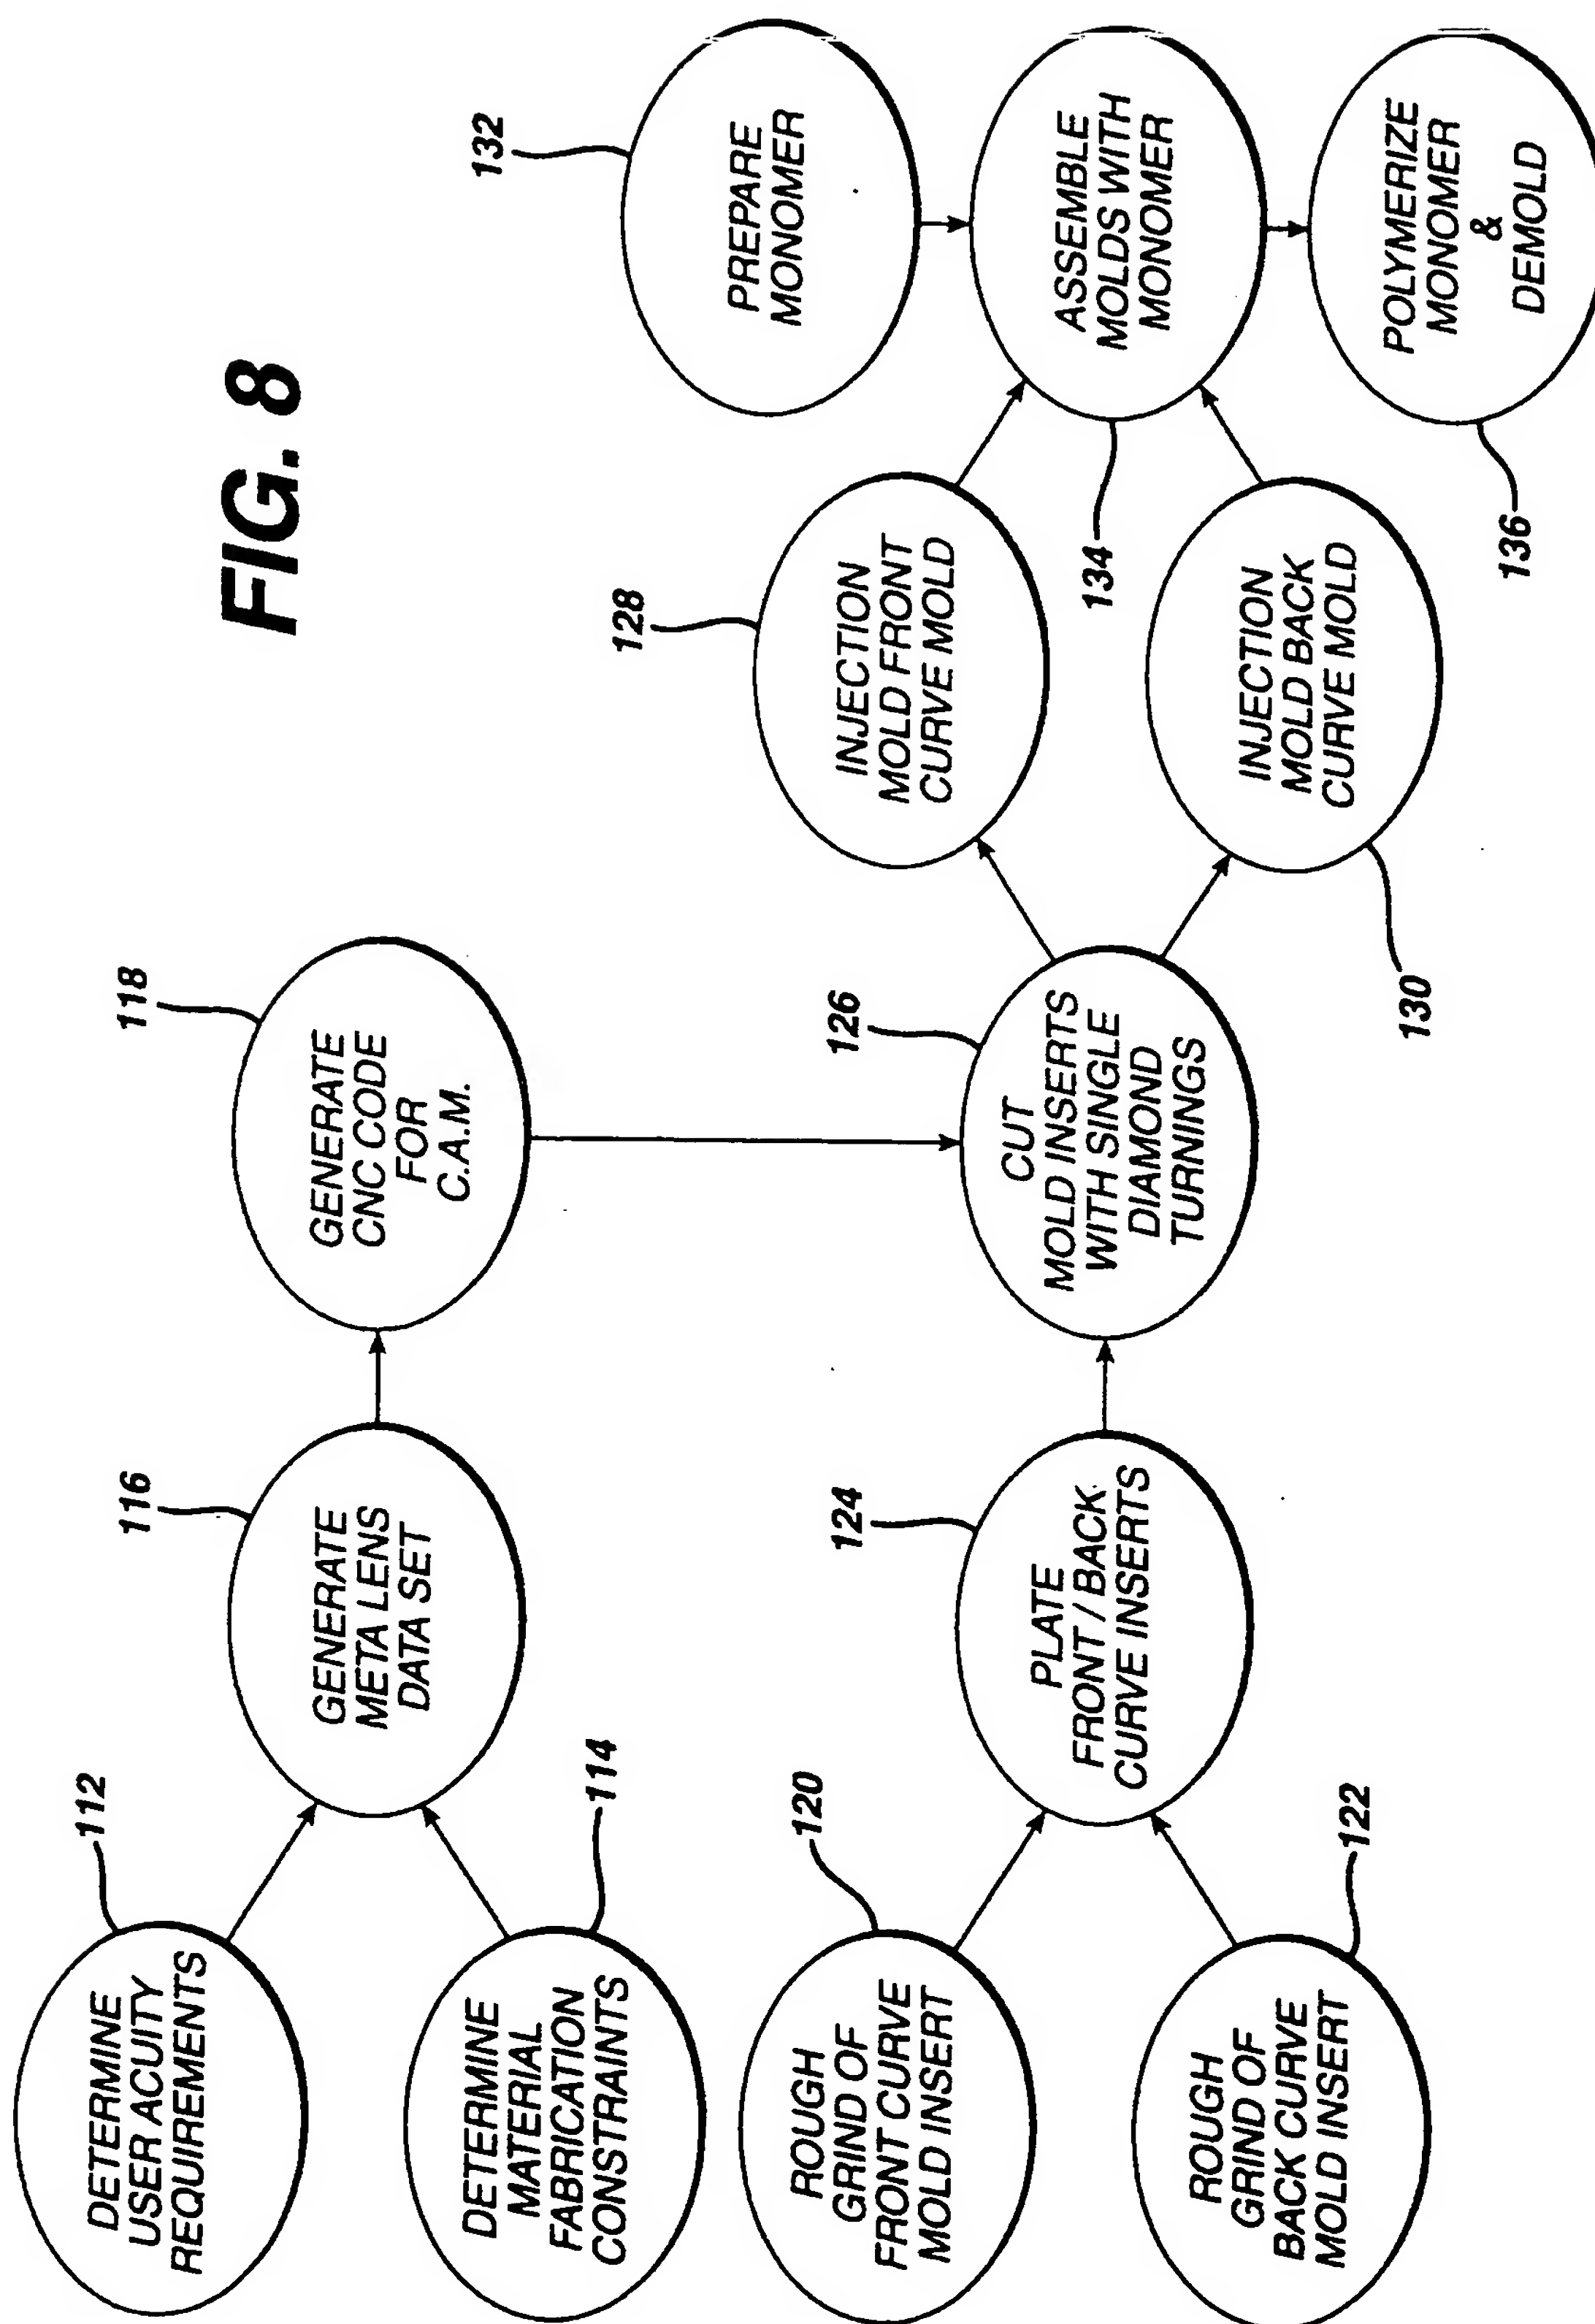 FIG. 8
112
DETERMINE
USER ACUITY
REQUIREMENTS
DETERMINE
MATERIAL
FABRICATION
CONSTRAINTS
114
116
GENERATE
META LENS
DATA SET
118
GENERATE
CNC CODE
FOR
C.A.M.
120
ROUGH
GRIND OF
FRONT CURVE
MOLD INSERT
ROUGH
GRIND OF
BACK CURVE
MOLD INSERT
122
124
PLATE
FRONT / BACK
CURVE INSERTS
126
CUT
MOLD INSERTS
WITH SINGLE
DIAMOND
TURNINGS
128
INJECTION
MOLD FRONT
CURVE MOLD
INJECTION
MOLD BACK
CURVE MOLD
130
132
PREPARE
MONOMER
ASSEMBLE
MOLDS WITH
MONOMER
134
POLYMERIZE
MONOMER
&
DEMOLD
136